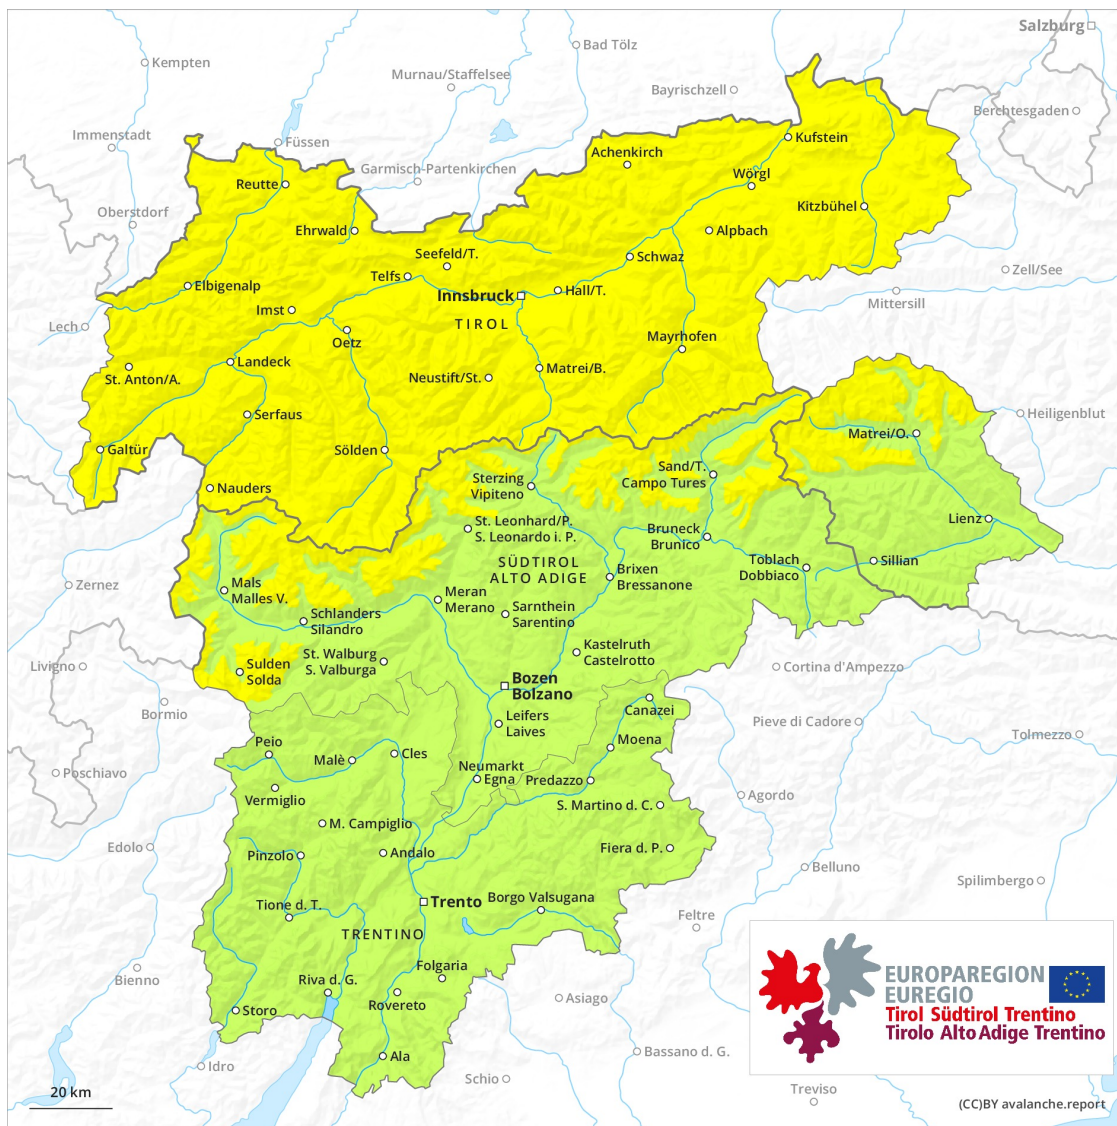 Salzburg
Kempten
Bad Tölz
Murnau/Staffelsee
Bayrischzell
Berchtesgaden
Immenstadt
Füssen
Kufstein
Achenkirch
Garmisch-Partenkirchen
Wörgl
Reutte
Oberstdorf
Kitzbühel
Ehrwald
Alpbach
Seefeld/T.
Schwaz
Telfs
Zell/See
Elbigenalp
Innsbruck
Hall/T.
Mittersill
Imst
TIROL
Lech
Oetz
Mayrhofen
Landeck
Matrei/B.
St. Anton/A.
Neustift/St.
Serfaus
Heiligenblut
Matrei/O.
Galtür
Sölden
Sand/T.
Campo Tures
Sterzing
Vipiteno
Nauders
Lienz
St. Leonhard/P.
S. Leonardo i. P.
Bruneck
Brunico
SÜDTIROL
ALTO ADIGE
Toblach
Dobbiaco
Sillian
Brixen
Bressanone
Zernez
Mals
Malles V.
Meran
Merano
Sarnthein
Sarentino
Schlanders
Silandro
Kastelruth
Castelrotto
St. Walburg
S. Valburga
Livigno
Sulden
Solda
Cortina d'Ampezzo
Bozen
Bolzano
Bormio
Canazei
Leifers
Laives
Pieve di Cadore
Tolmezzo
Peio
Moena
Malè
Cles
Poschiavo
Neumarkt
Egna
Predazzo
Vermiglio
Agordo
S. Martino d. C.
M. Campiglio
Edolo
Pinzolo
Andalo
Fiera d. P.
Belluno
Spilimbergo
Tione d. T.
Trento
Borgo Valsugana
Feltre
TRENTINO
Folgaria
Bienno
Riva d. G.
Rovereto
Asiago
Storo
EUROPAREGION
EUREGIO
Tirol Südtirol Trentino
Tirolo Alto Adige Trentino
Ala
Bassano d. G.
Idro
Schio
Treviso
20 km
(CC)BY avalanche.report